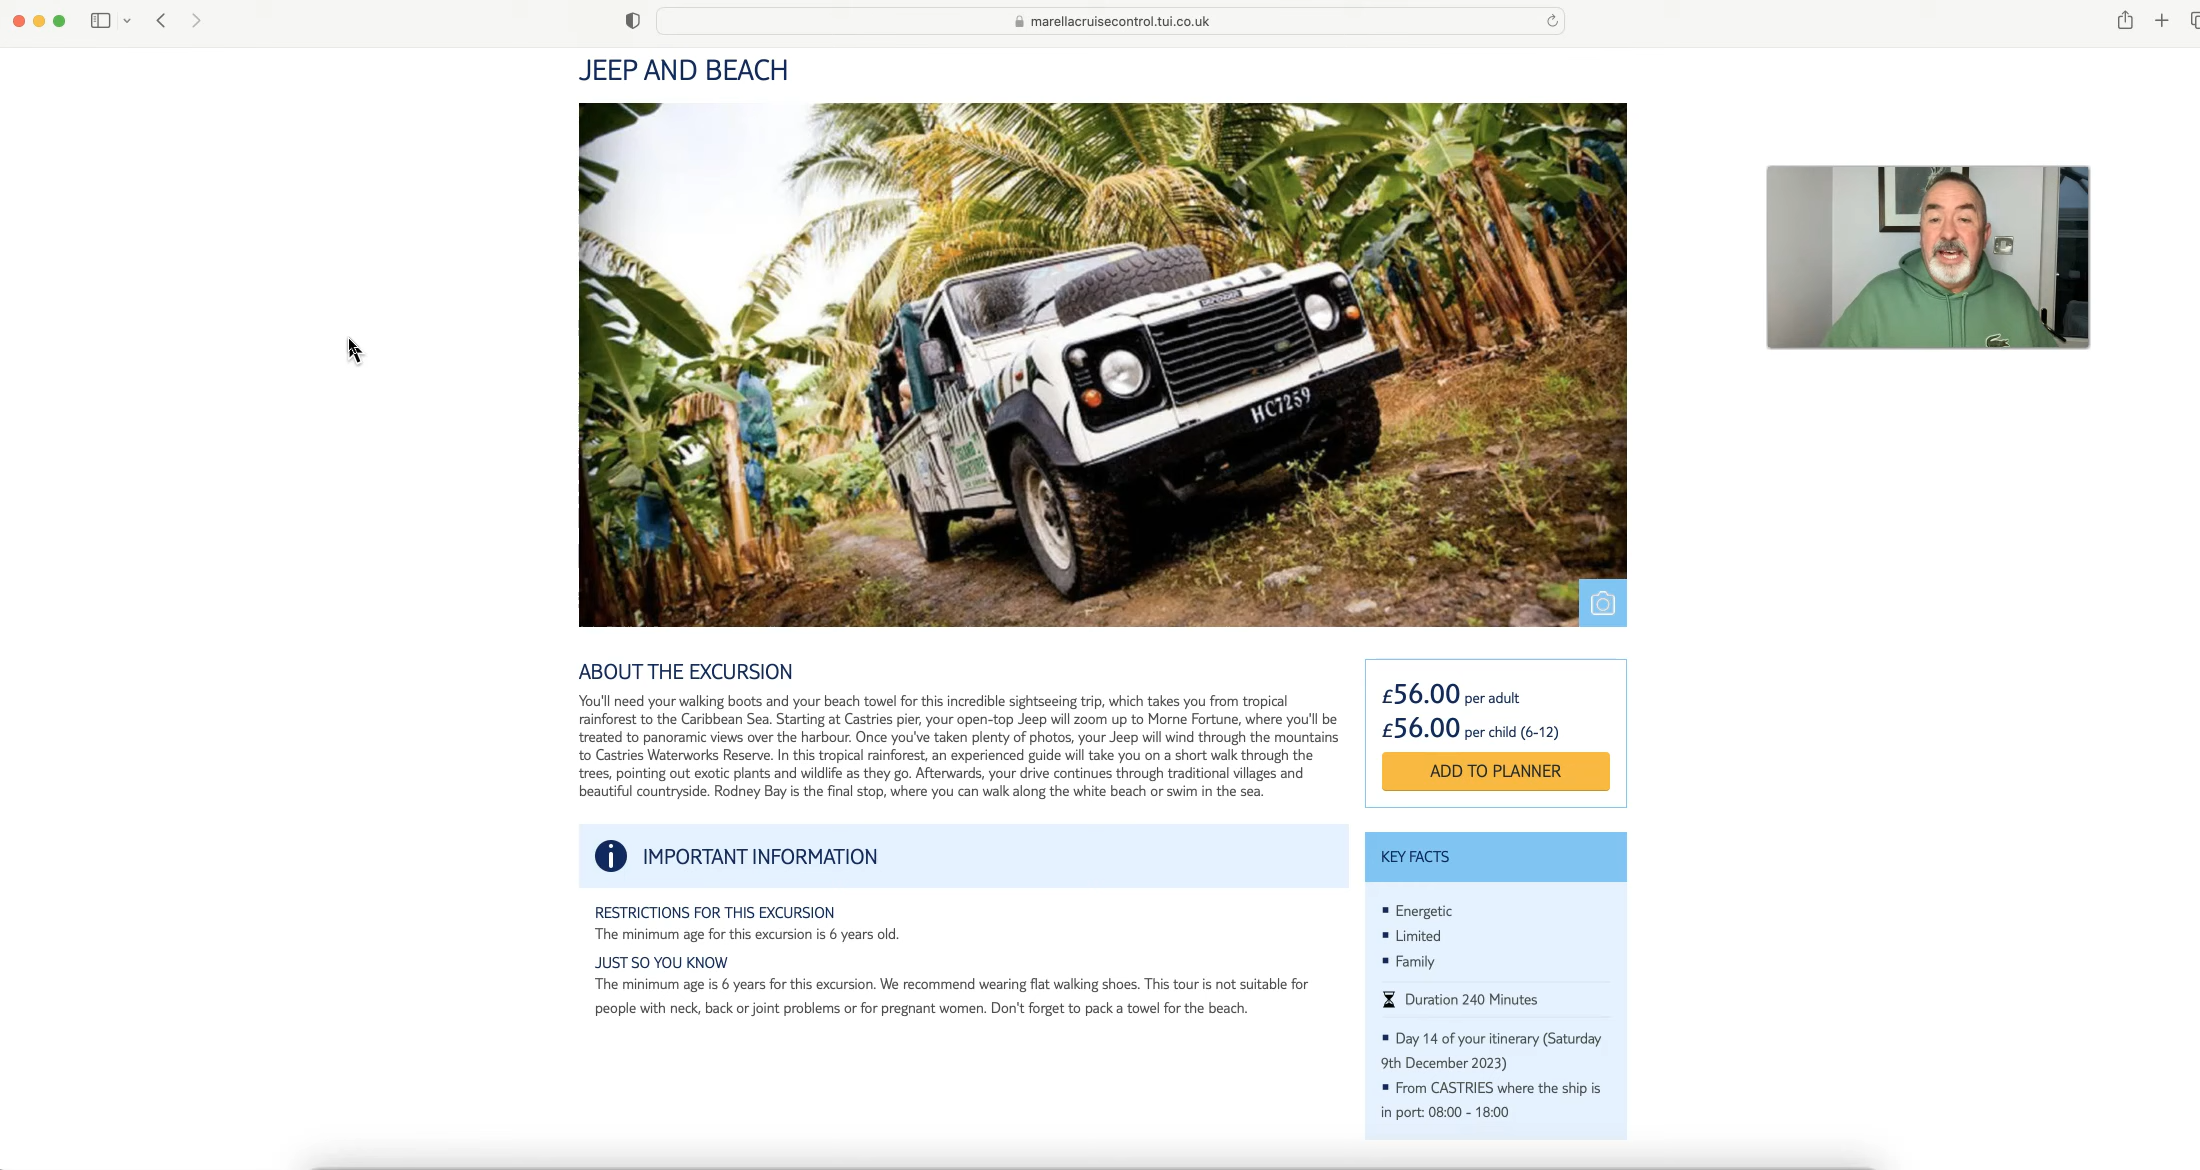 marellacruisecontrol.tui.co.uk
JEEP AND BEACH
DEFENDER
HC7259
ISLAND
ABOUT THE EXCURSION
You'll need your walking boots and your beach towel for this incredible sightseeing trip, which takes you from tropical
rainforest to the Caribbean Sea. Starting at Castries pier, your open-top Jeep will zoom up to Morne Fortune, where you'll be
treated to panoramic views over the harbour. Once you've taken plenty of photos, your Jeep will wind through the mountains
to Castries Waterworks Reserve. In this tropical rainforest, an experienced guide will take you on a short walk through the
trees, pointing out exotic plants and wildlife as they go. Afterwards, your drive continues through traditional villages and
beautiful countryside. Rodney Bay is the final stop, where you can walk along the white beach or swim in the sea.
IMPORTANT INFORMATION
RESTRICTIONS FOR THIS EXCURSION
The minimum age for this excursion is 6 years old.
JUST SO YOU KNOW
The minimum age is 6 years for this excursion. We recommend wearing flat walking shoes. This tour is not suitable for
people with neck, back or joint problems or for pregnant women. Don't forget to pack a towel for the beach.
£56.00 per adult
£56.00 per child (6-12)
ADD TO PLANNER
KEY FACTS
Energetic
Limited
Family
Duration 240 Minutes
Day 14 of your itinerary (Saturday
9th December 2023)
From CASTRIES where the ship is
in port: 08:00 - 18:00